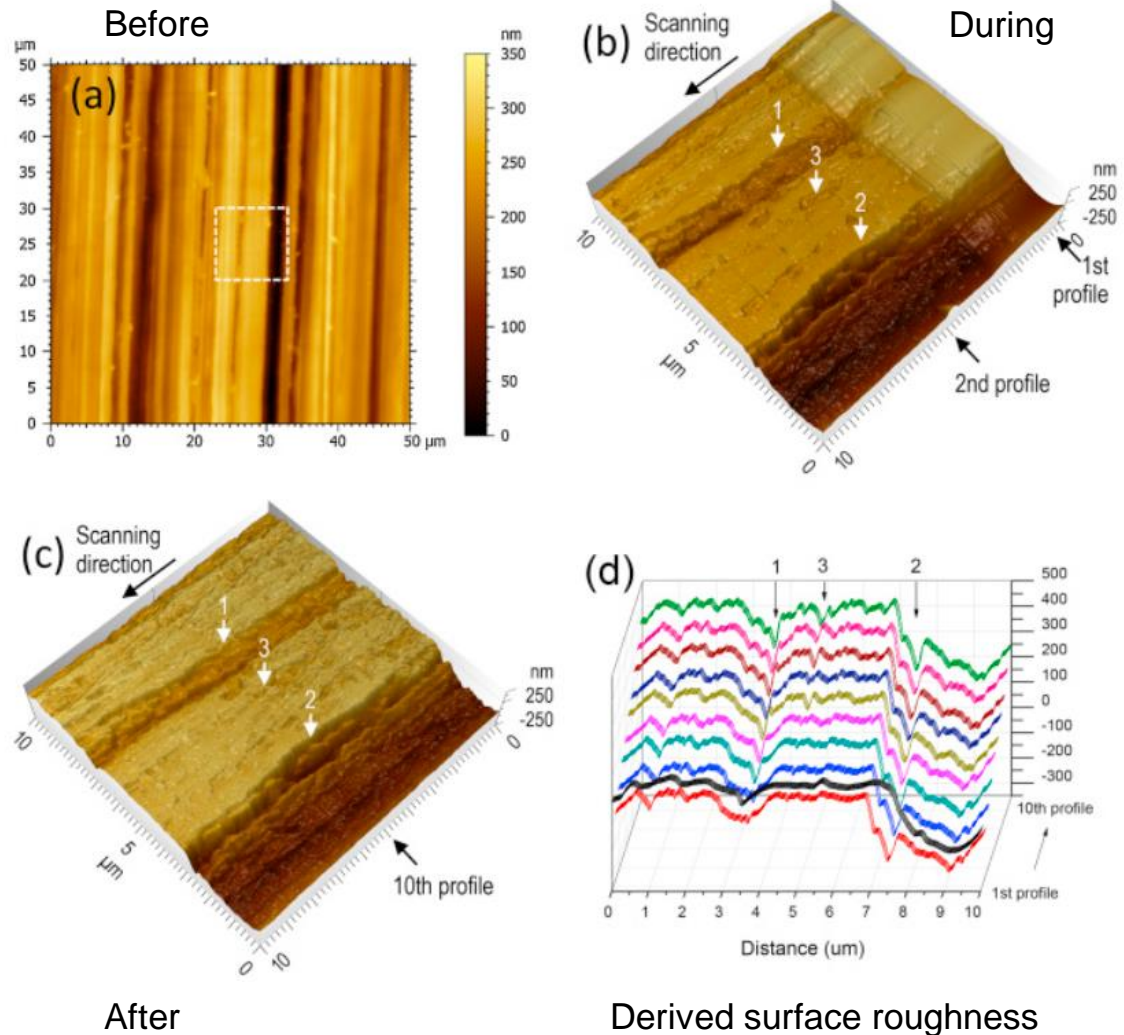 Before
µm
nm
(a)
50
45
40
35
30
25
20
15
10
5
0
0
10
20
30
40
50 µm
350
300
250
200
150
100
50
0
(b)
During
Scanning
direction
1
3
2
nm
250
-250
0
1st
profile
2nd profile
10
5
µm
0
10
(c)
Scanning
direction
1
3
2
nm
250
-250
0
10
5
µm
10th profile
0
10
(d)
1
3
2
500
400
300
200
100
0
-100
-200
-300
10th profile
1st profile
0
1
2
3
4
5
6
7
8
9
10
Distance (um)
After
Derived surface roughness